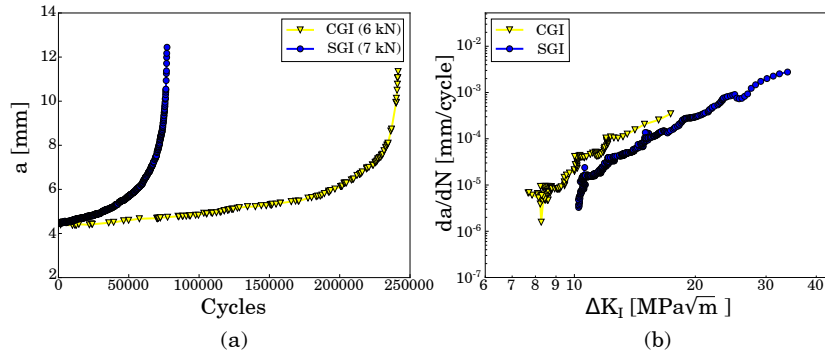 14
12
10
8
6
4
2
a [mm]
CGI (6 kN)
SGI (7 kN)
0 50000 100000 150000 200000 250000
Cycles
(a)
10⁻²
10⁻³
10⁻⁴
10⁻⁵
10⁻⁶
10⁻⁷
da/dN [mm/cycle]
CGI
SGI
6 7 8 9 10 20 30 40
ΔK_I [MPa√m ]
(b)